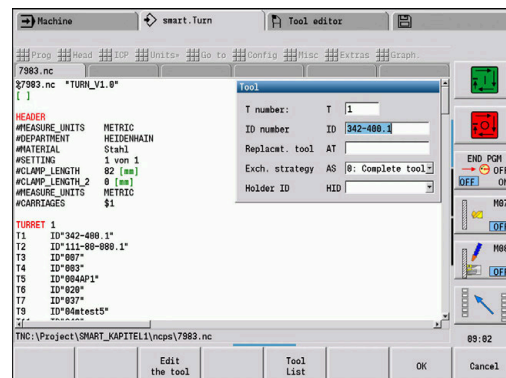 Machine
smart.Turn
Tool editor
Prog Head ICP Units» Go to Config Misc Extras Graph.
7983.nc
%7983.nc "TURN_V1.0"
[ ]
HEADER
#MEASURE_UNITS METRIC
#DEPARTMENT HEIDENHAIN
#MATERIAL Stahl
#SETTING 1 von 1
#CLAMP_LENGTH 82 [mm]
#CLAMP_LENGTH_2 0 [mm]
#MEASURE_UNITS METRIC
#CARRIAGES $1
TURRET 1
T1 ID"342-400.1"
T2 ID"111-80-080.1"
T3 ID"007"
T4 ID"003"
T5 ID"004AP1"
T6 ID"020"
T7 ID"037"
T9 ID"04mtest5"
Tool
T number: T 1
ID number ID 342-400.1
Replacmt. tool AT
Exch. strategy AS 0: Complete tool
Holder ID HID
END PGM
OFF
OFF ON
M07
OFF
OFF
TNC:\Project\SMART_KAPITEL1\ncps\7983.nc
09:02
Edit the tool
Tool List
OK
Cancel